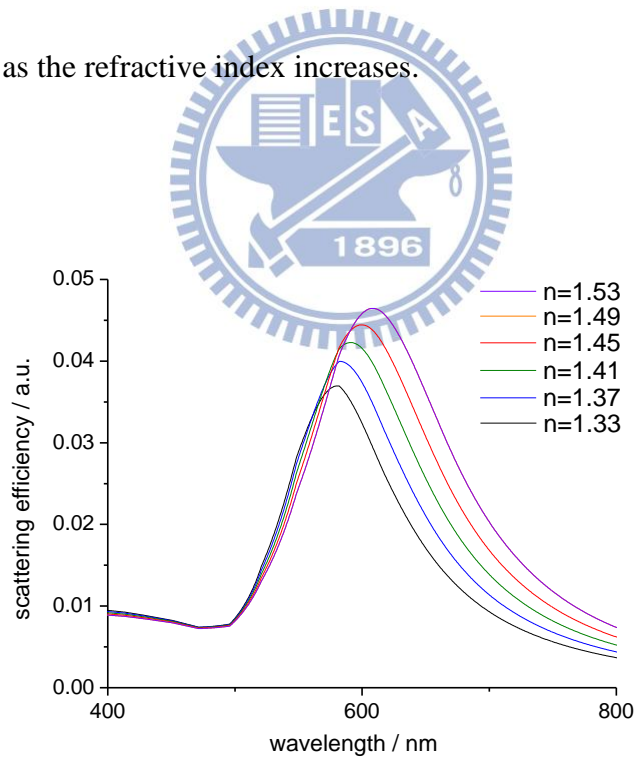 as the refractive index increases.
E S A
1896
0.05
0.04
0.03
0.02
0.01
0.00
scattering efficiency / a.u.
n=1.53
n=1.49
n=1.45
n=1.41
n=1.37
n=1.33
400
600
800
wavelength / nm